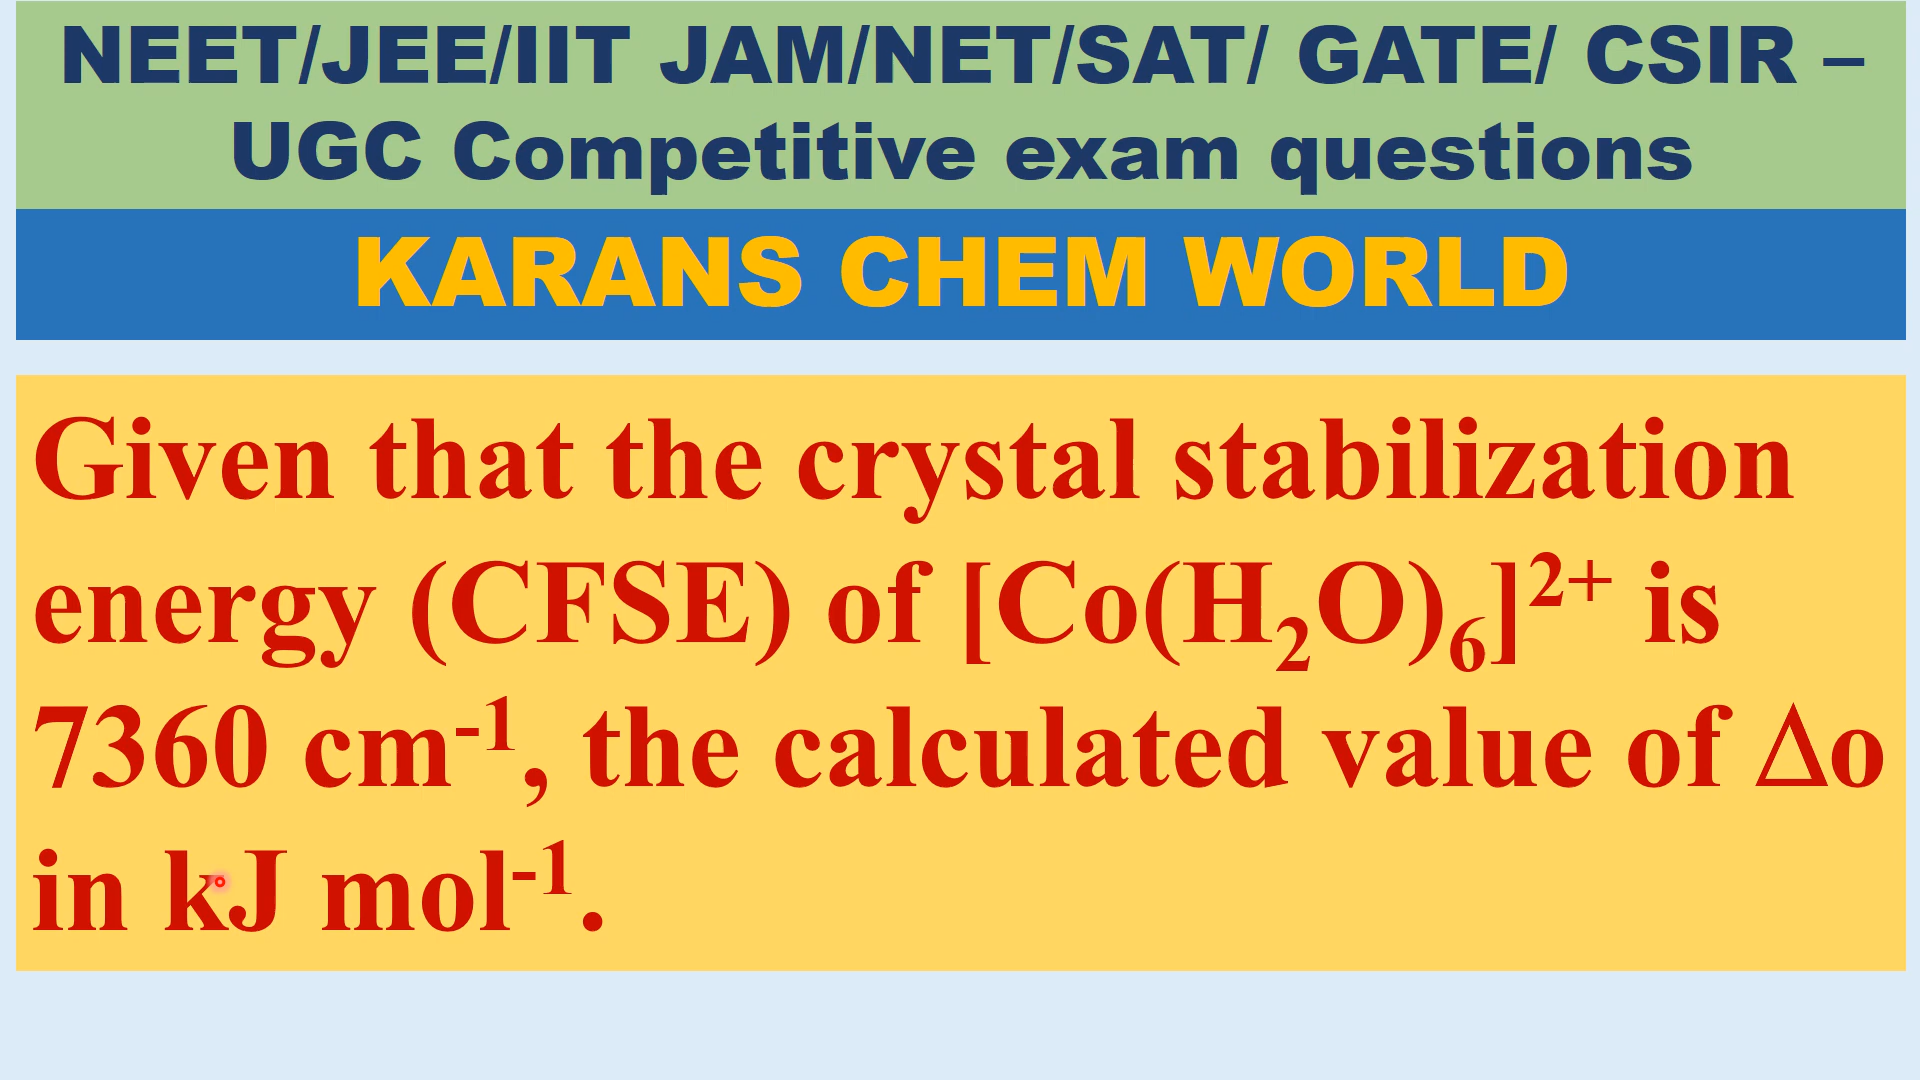 NEET/JEE/IIT JAM/NET/SAT/ GATE/ CSIR –
UGC Competitive exam questions
KARANS CHEM WORLD
Given that the crystal stabilization
energy (CFSE) of [Co(H₂O)₆]²⁺ is
7360 cm⁻¹, the calculated value of Δo
in kJ mol⁻¹.